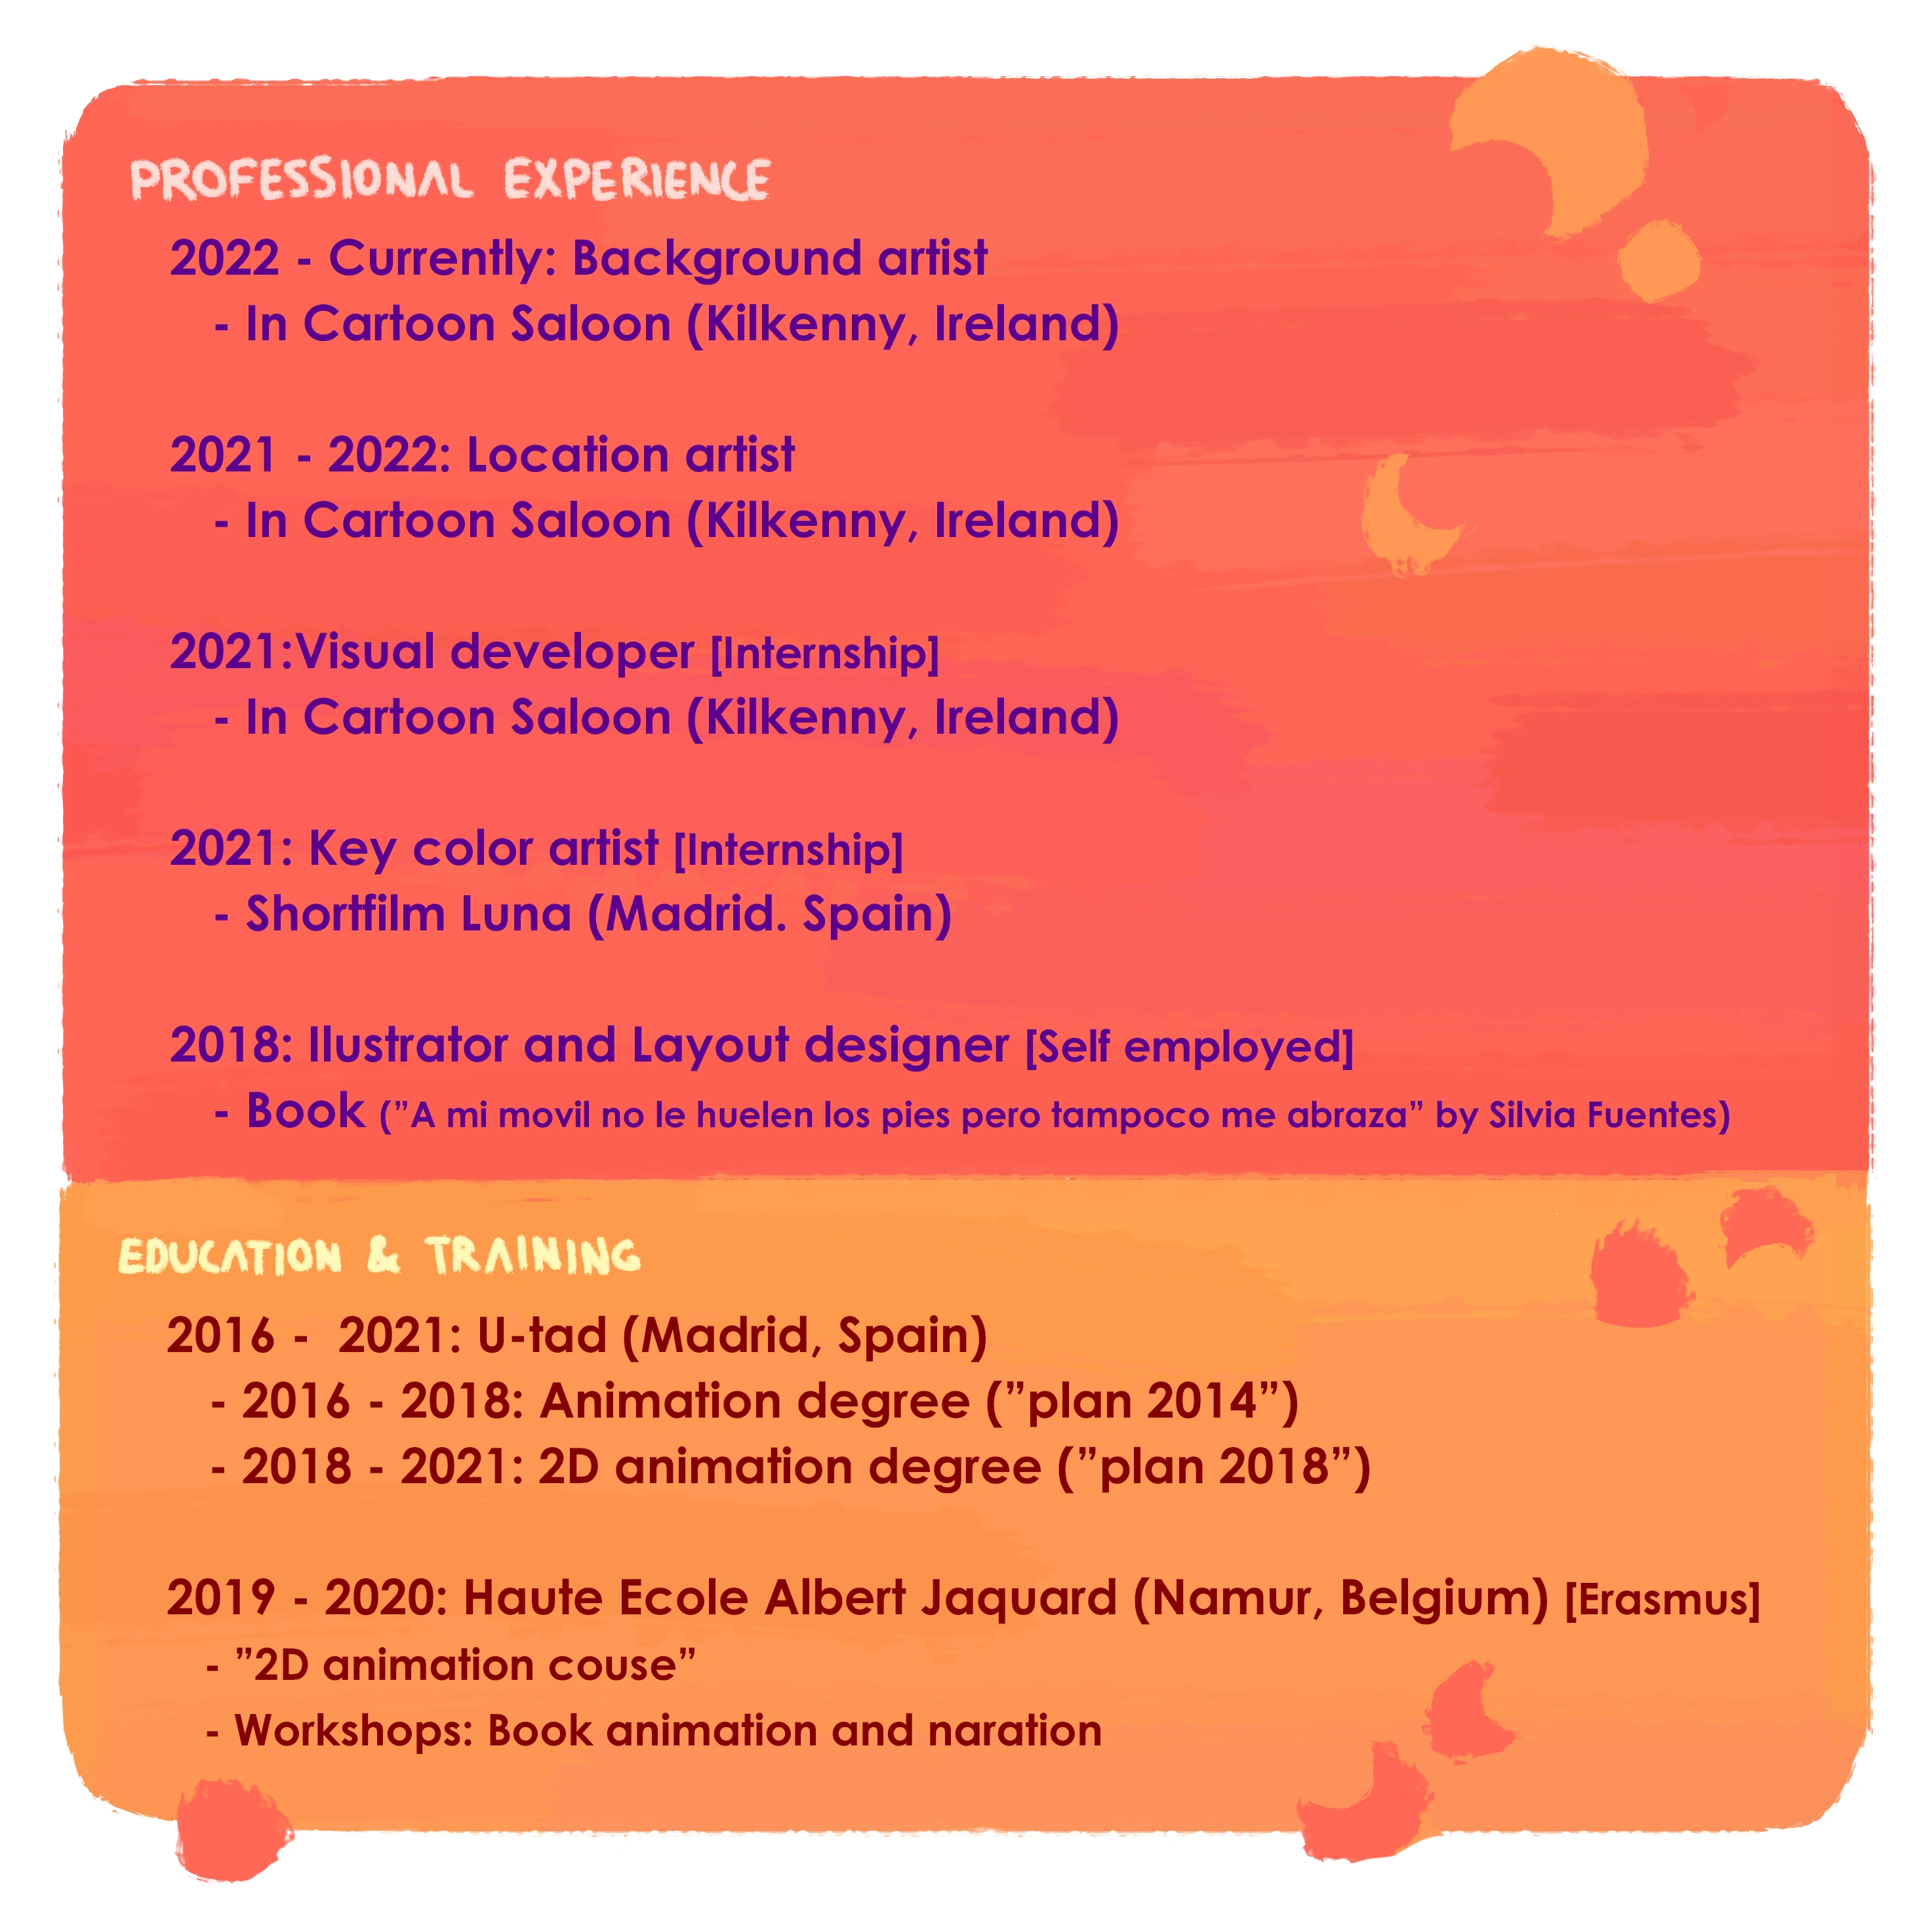 PROFESSIONAL EXPERIENCE
2022 - Currently: Background artist
- In Cartoon Saloon (Kilkenny, Ireland)
2021 - 2022: Location artist
- In Cartoon Saloon (Kilkenny, Ireland)
2021:Visual developer [Internship]
- In Cartoon Saloon (Kilkenny, Ireland)
2021: Key color artist [Internship]
- Shortfilm Luna (Madrid. Spain)
2018: Ilustrator and Layout designer [Self employed]
- Book (”A mi movil no le huelen los pies pero tampoco me abraza” by Silvia Fuentes)
EDUCATION & TRAINING
2016 - 2021: U-tad (Madrid, Spain)
- 2016 - 2018: Animation degree (”plan 2014”)
- 2018 - 2021: 2D animation degree (”plan 2018”)
2019 - 2020: Haute Ecole Albert Jaquard (Namur, Belgium) [Erasmus]
- ”2D animation couse”
- Workshops: Book animation and naration